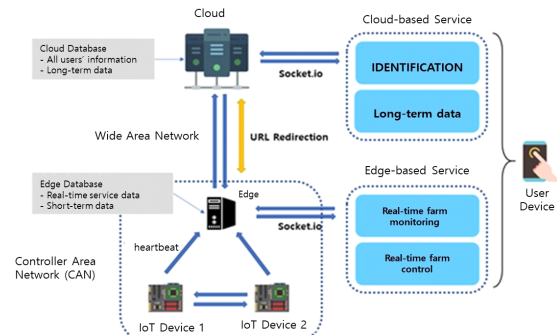 Cloud
Cloud-based Service
Cloud Database
- All users' information
- Long-term data
Socket.io
IDENTIFICATION
Long-term data
Wide Area Network
URL Redirection
Edge-based Service
User
Device
Edge Database
- Real-time service data
- Short-term data
Edge
Socket.io
Real-time farm
monitoring
Real-time farm
control
heartbeat
Controller Area
Network (CAN)
IoT Device 1
IoT Device 2